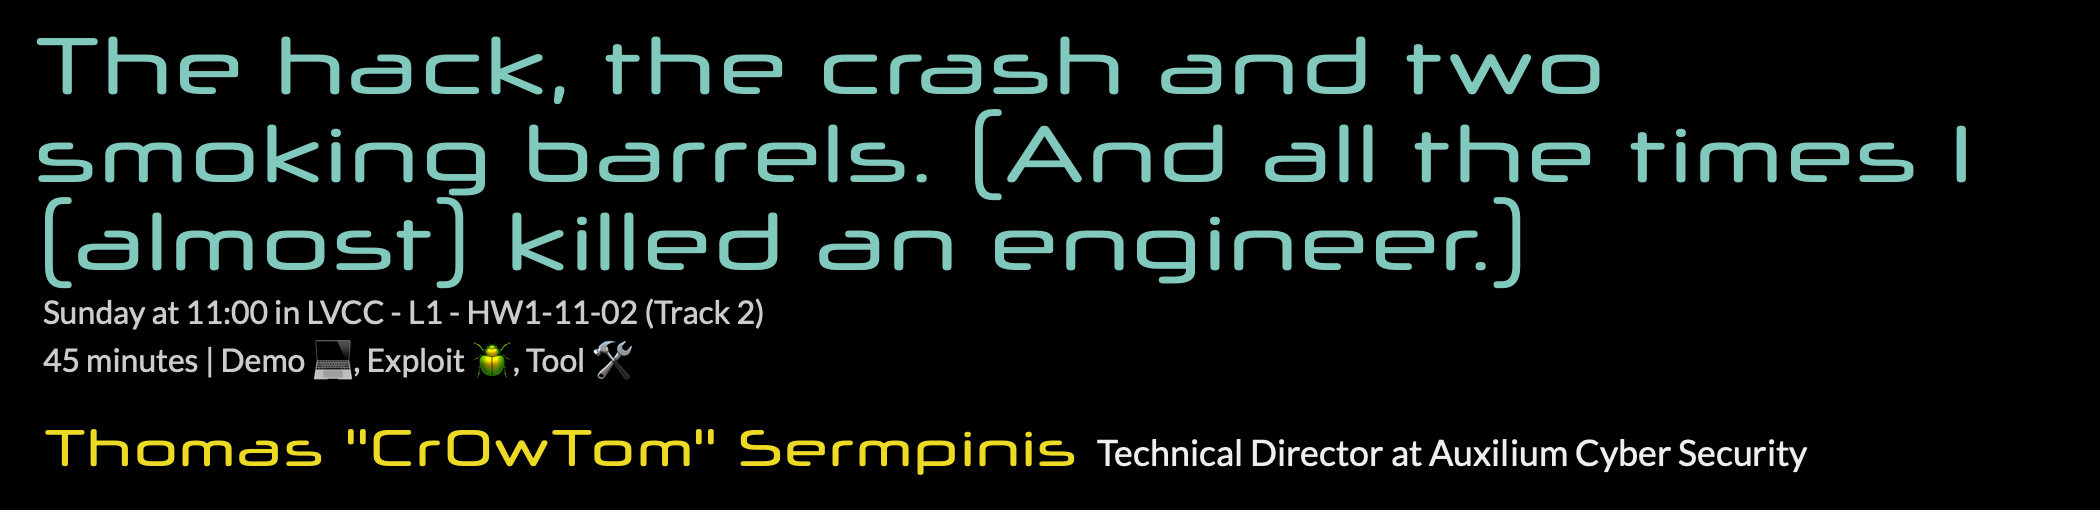 The hack, the crash and two
smoking barrels. (And all the times I
(almost) killed an engineer.)
Sunday at 11:00 in LVCC - L1 - HW1-11-02 (Track 2)
45 minutes | Demo 💻, Exploit 🪲, Tool 🛠
Thomas "Cr0wTom" Sermpinis Technical Director at Auxilium Cyber Security